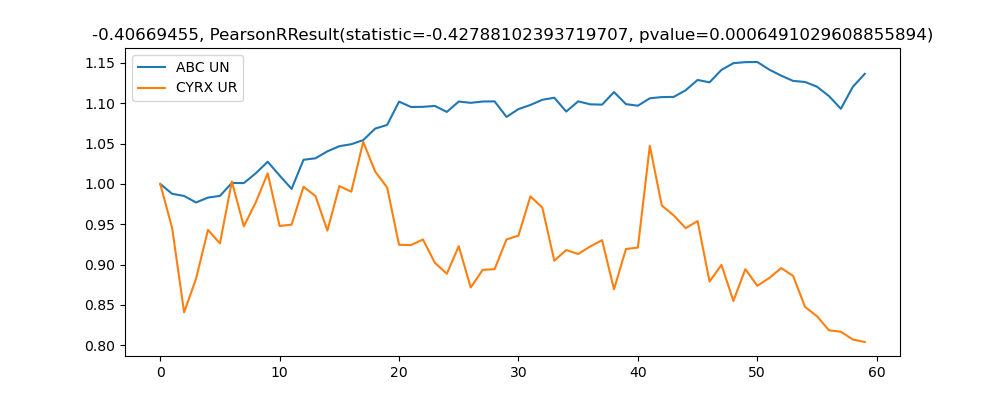 -0.40669455, PearsonRResult(statistic=-0.42788102393719707, pvalue=0.0006491029608855894)
1.15
1.10
1.05
1.00
0.95
0.90
0.85
0.80
ABC UN
CYRX UR
0 10 20 30 40 50 60